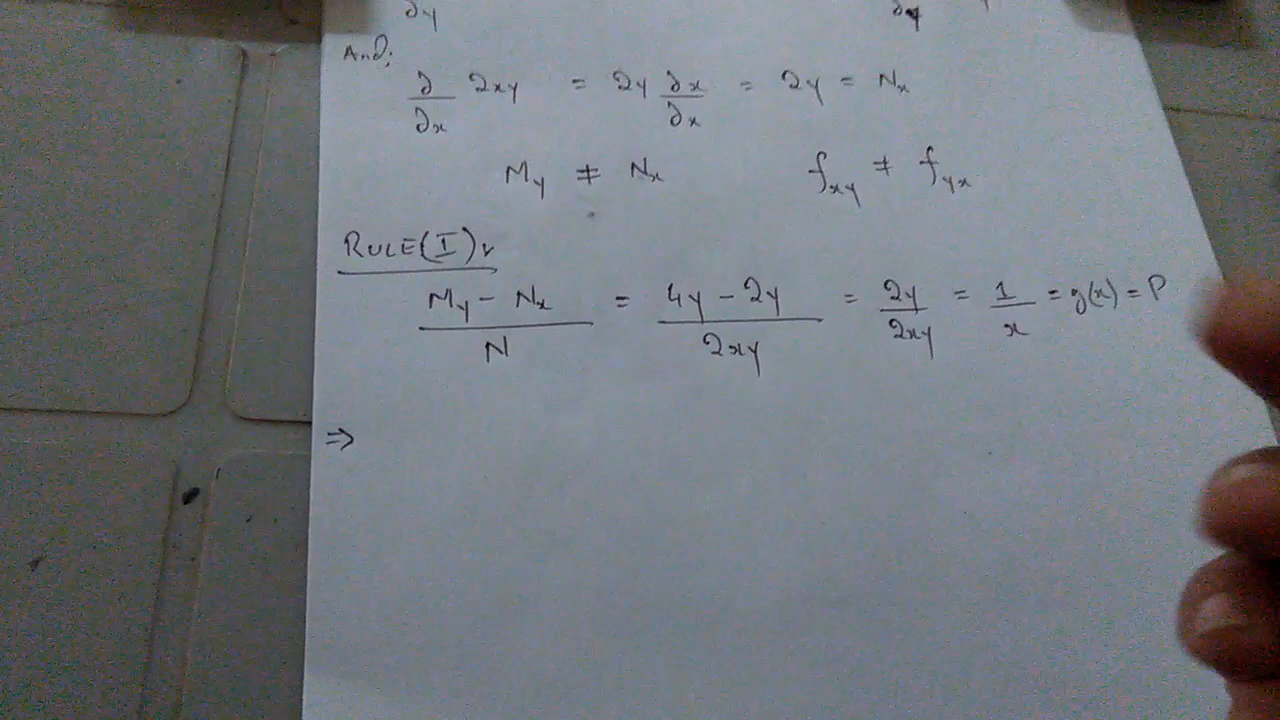 ∂y ∂y
And;
∂/∂x 2xy = 2y ∂x/∂x = 2y = Nx
My ≠ Nx fxy ≠ fyx
RULE(I):
My - Nx / N = 4y - 2y / 2xy = 2y / 2xy = 1 / x = g(x) = P
⇒